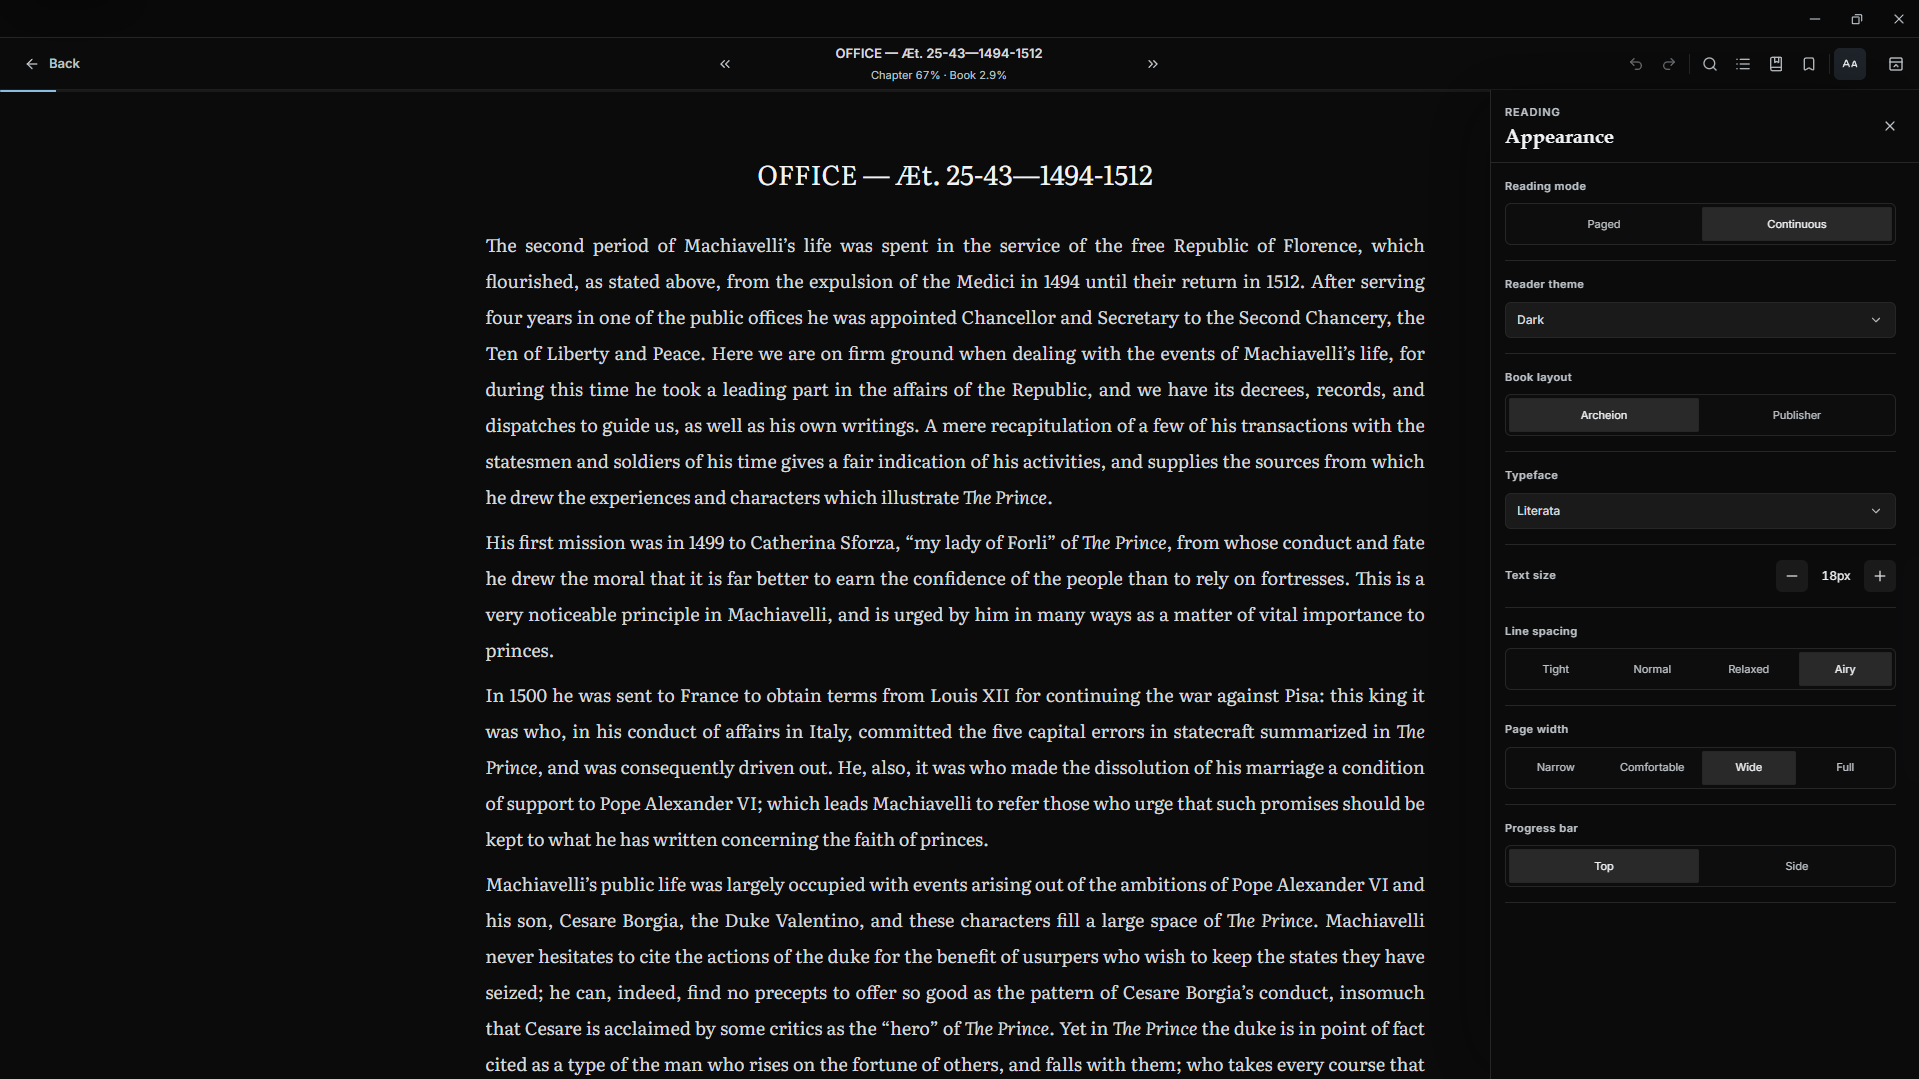 Back
OFFICE — Æt. 25-43—1494-1512
Chapter 67% · Book 2.9%
AA
OFFICE — Æt. 25-43—1494-1512
The second period of Machiavelli’s life was spent in the service of the free Republic of Florence, which
flourished, as stated above, from the expulsion of the Medici in 1494 until their return in 1512. After serving
four years in one of the public offices he was appointed Chancellor and Secretary to the Second Chancery, the
Ten of Liberty and Peace. Here we are on firm ground when dealing with the events of Machiavelli’s life, for
during this time he took a leading part in the affairs of the Republic, and we have its decrees, records, and
dispatches to guide us, as well as his own writings. A mere recapitulation of a few of his transactions with the
statesmen and soldiers of his time gives a fair indication of his activities, and supplies the sources from which
he drew the experiences and characters which illustrate The Prince.
His first mission was in 1499 to Catherina Sforza, “my lady of Forli” of The Prince, from whose conduct and fate
he drew the moral that it is far better to earn the confidence of the people than to rely on fortresses. This is a
very noticeable principle in Machiavelli, and is urged by him in many ways as a matter of vital importance to
princes.
In 1500 he was sent to France to obtain terms from Louis XII for continuing the war against Pisa: this king it
was who, in his conduct of affairs in Italy, committed the five capital errors in statecraft summarized in The
Prince, and was consequently driven out. He, also, it was who made the dissolution of his marriage a condition
of support to Pope Alexander VI; which leads Machiavelli to refer those who urge that such promises should be
kept to what he has written concerning the faith of princes.
Machiavelli’s public life was largely occupied with events arising out of the ambitions of Pope Alexander VI and
his son, Cesare Borgia, the Duke Valentino, and these characters fill a large space of The Prince. Machiavelli
never hesitates to cite the actions of the duke for the benefit of usurpers who wish to keep the states they have
seized; he can, indeed, find no precepts to offer so good as the pattern of Cesare Borgia’s conduct, insomuch
that Cesare is acclaimed by some critics as the “hero” of The Prince. Yet in The Prince the duke is in point of fact
cited as a type of the man who rises on the fortune of others, and falls with them; who takes every course that
READING
Appearance
Reading mode
Paged
Continuous
Reader theme
Dark
Book layout
Archeion
Publisher
Typeface
Literata
Text size
18px
Line spacing
Tight
Normal
Relaxed
Airy
Page width
Narrow
Comfortable
Wide
Full
Progress bar
Top
Side